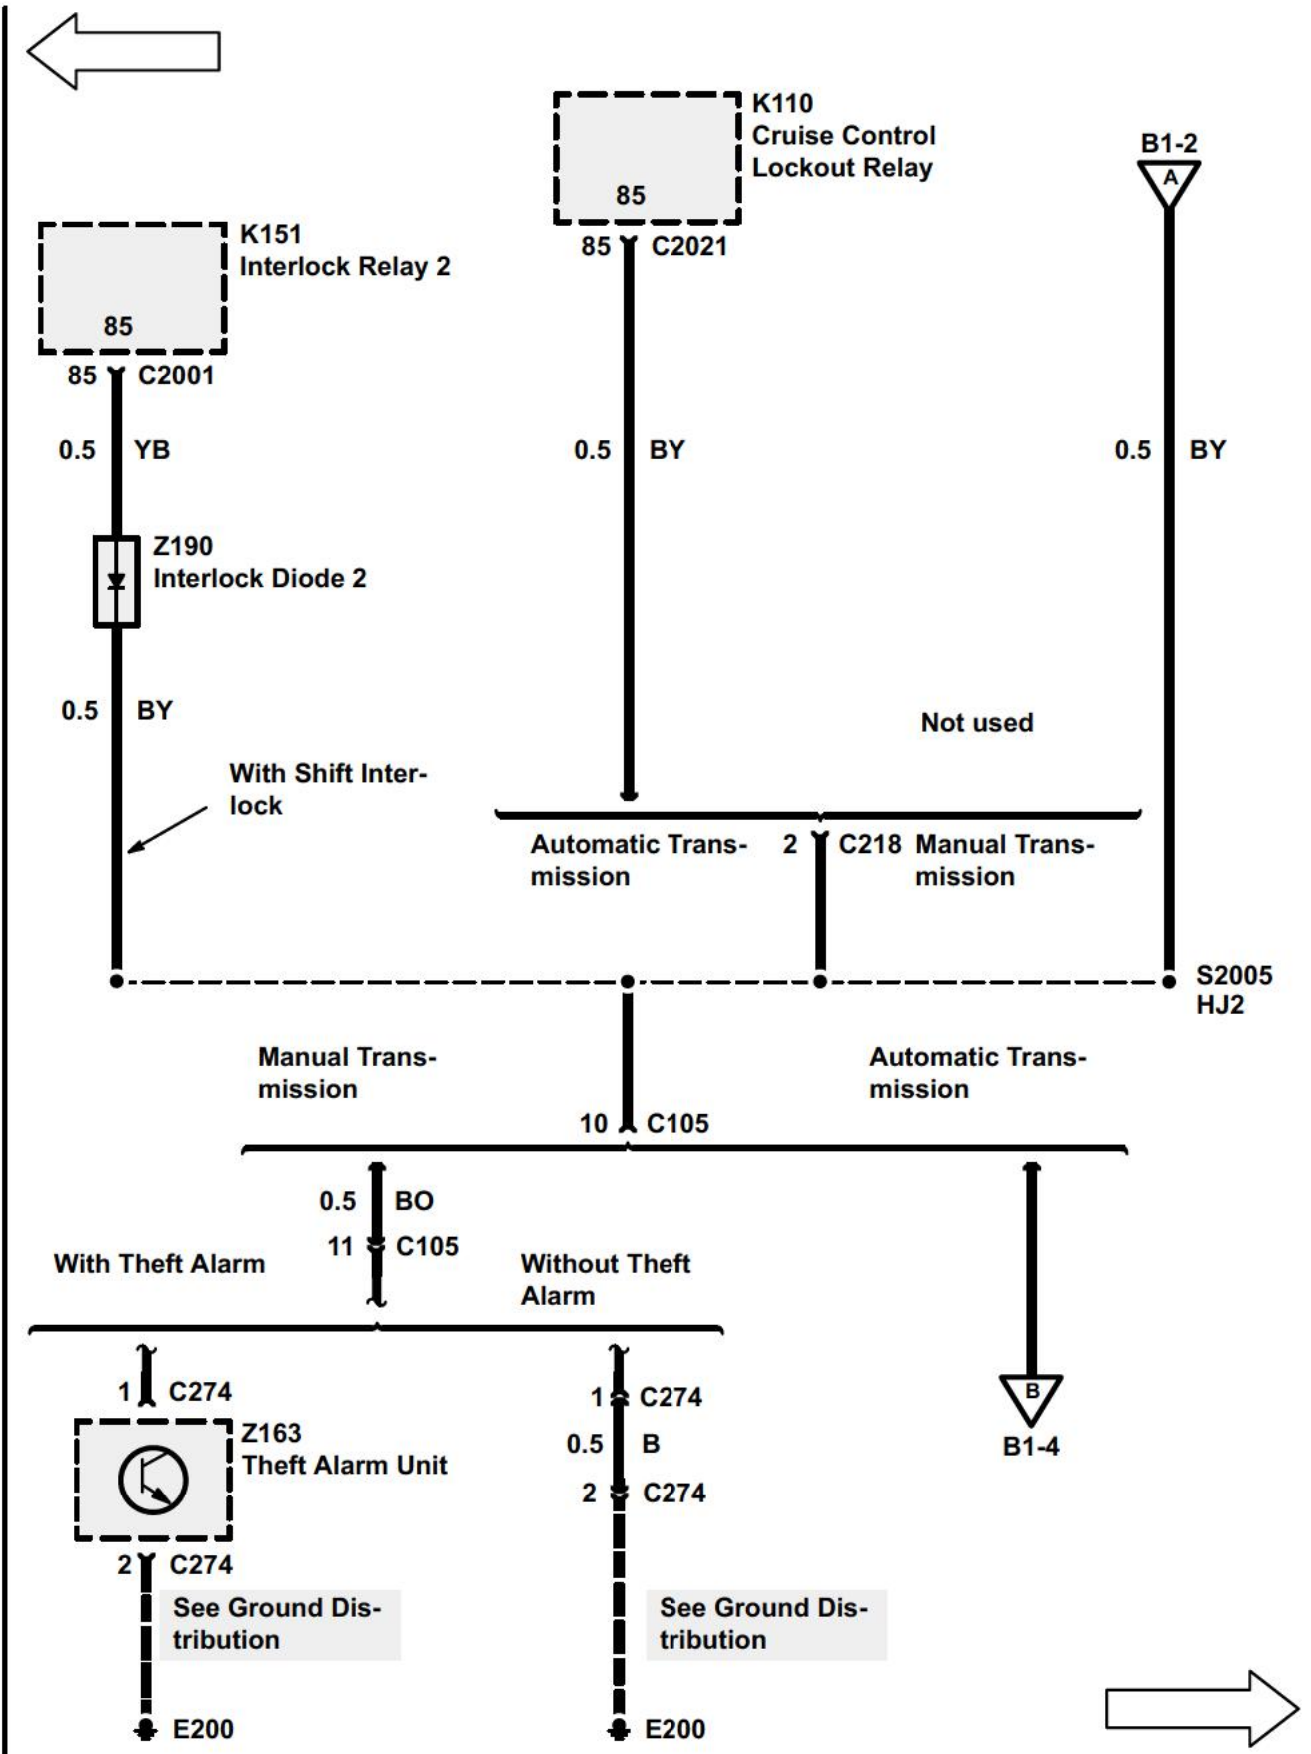 K110
Cruise Control
Lockout Relay
85
85 C2021
B1-2
A
K151
Interlock Relay 2
85
85 C2001
0.5 YB
0.5 BY
0.5 BY
Z190
Interlock Diode 2
0.5 BY
Not used
With Shift Inter-
lock
Automatic Trans-
mission
2 C218
Manual Trans-
mission
S2005
HJ2
Manual Trans-
mission
Automatic Trans-
mission
10 C105
0.5 BO
11 C105
With Theft Alarm
Without Theft
Alarm
1 C274
Z163
Theft Alarm Unit
2 C274
See Ground Dis-
tribution
E200
1 C274
0.5 B
2 C274
See Ground Dis-
tribution
E200
B
B1-4